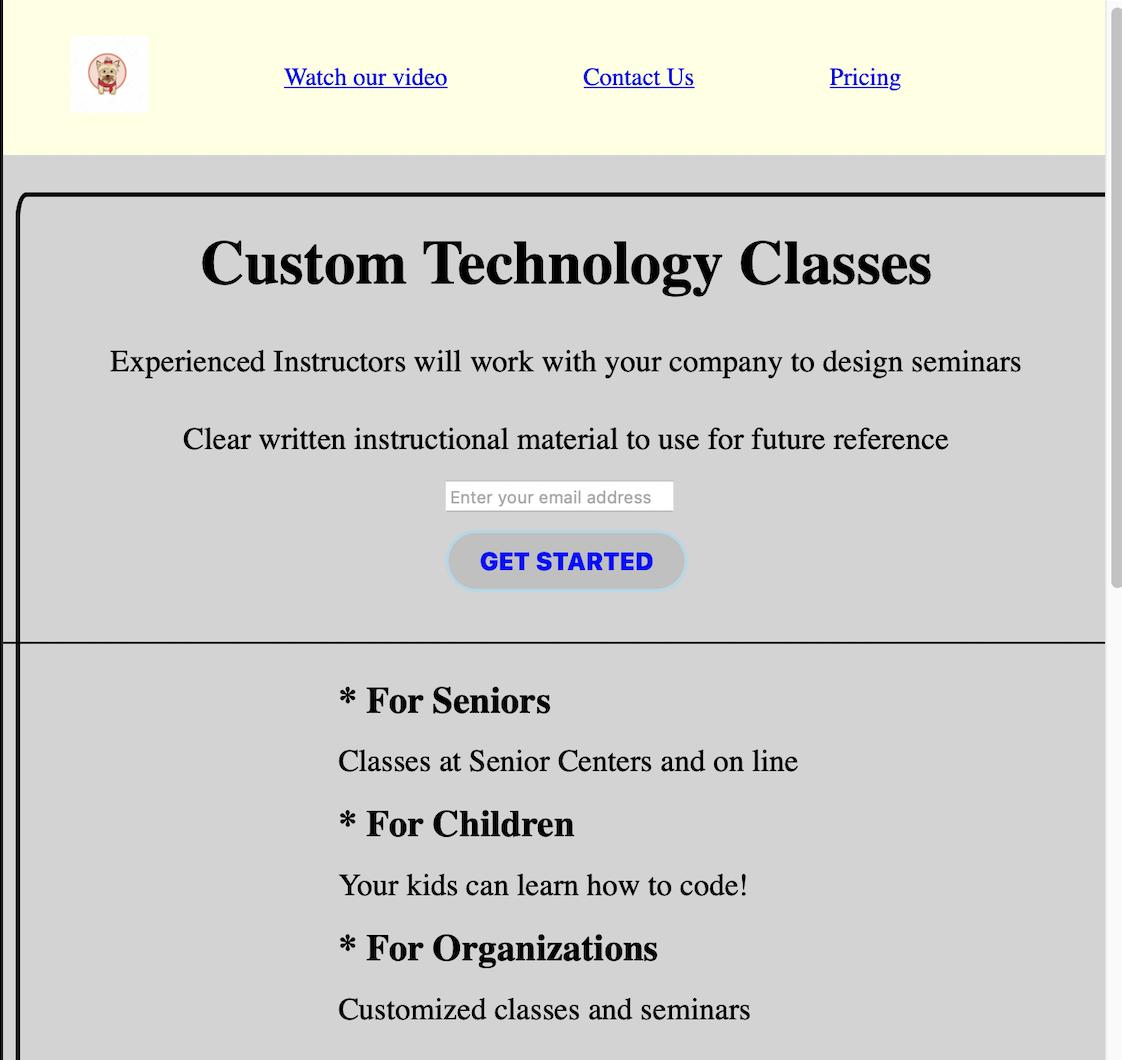 Watch our video Contact Us Pricing
Custom Technology Classes
Experienced Instructors will work with your company to design seminars
Clear written instructional material to use for future reference
Enter your email address
GET STARTED
* For Seniors
Classes at Senior Centers and on line
* For Children
Your kids can learn how to code!
* For Organizations
Customized classes and seminars